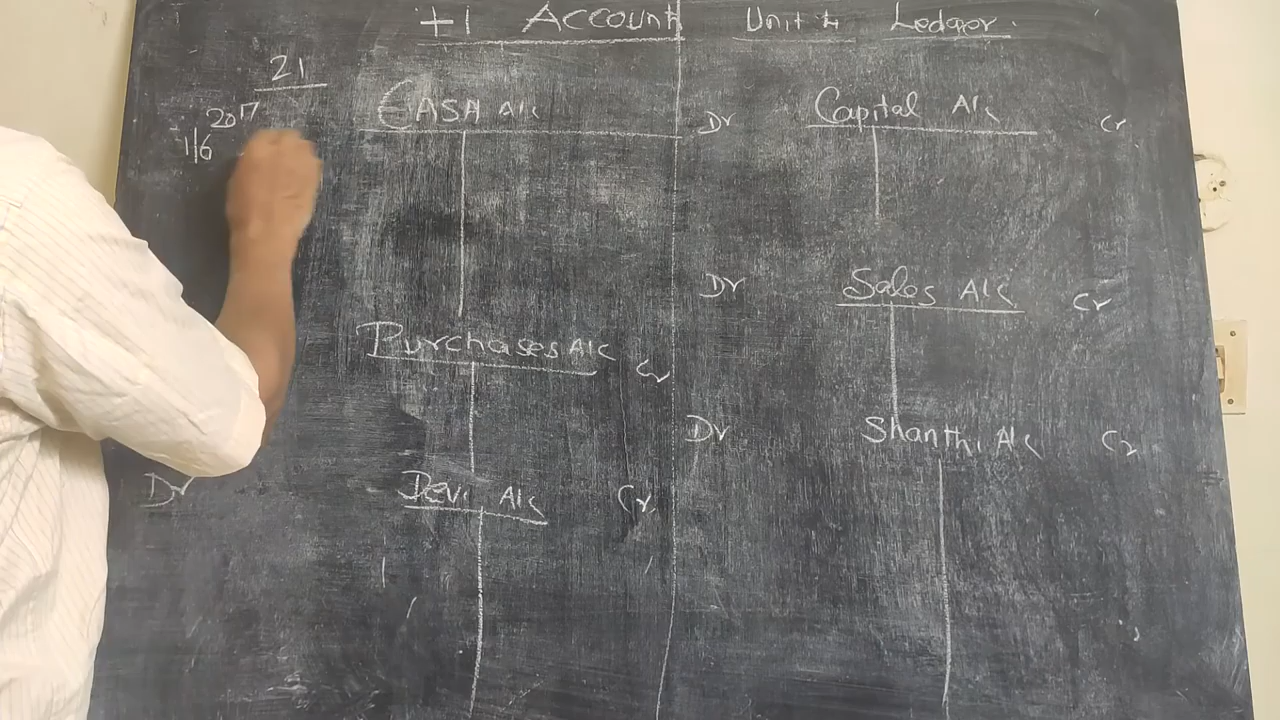 +1 Account Unit 4 Ledger.
21
2017
1/6
CASH A/c
Purchases A/c Cr
Dr Devi A/c Cr.
Dr Capital A/c Cr
Dr Sales A/c Cr
Dr Shanthi A/c Cr